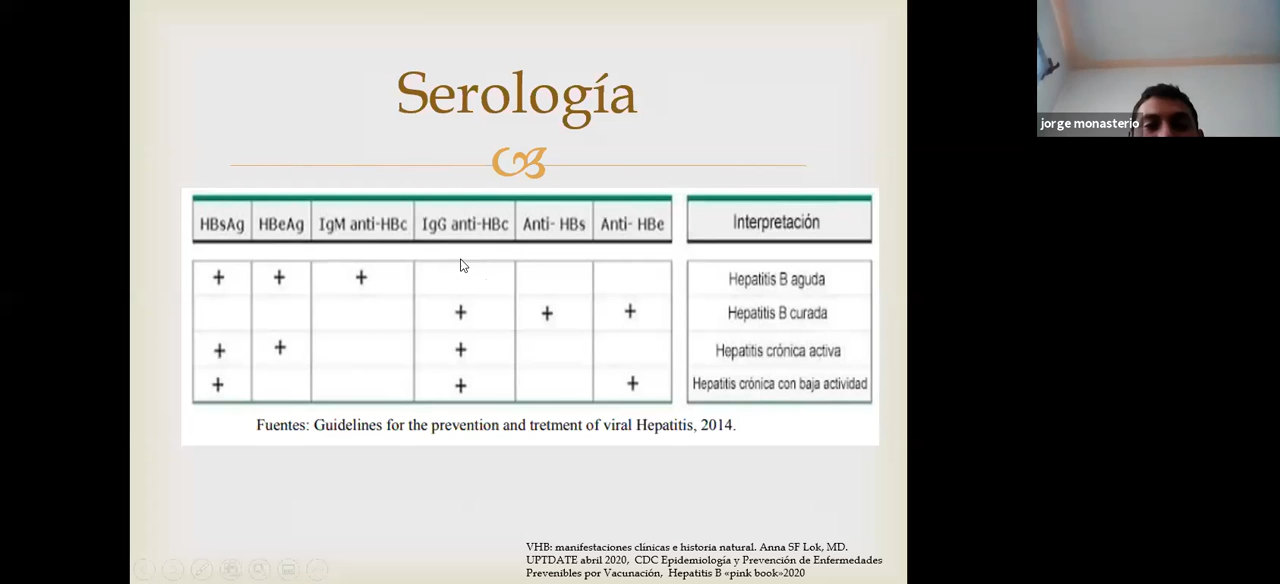 Serología
HBsAg HBeAg IgM anti-HBc IgG anti-HBc Anti- HBs Anti- HBe Interpretación
+ + + Hepatitis B aguda
+ + + Hepatitis B curada
+ + + Hepatitis crónica activa
+ + + Hepatitis crónica con baja actividad
Fuentes: Guidelines for the prevention and tretment of viral Hepatitis, 2014.
VHB: manifestaciones clínicas e historia natural. Anna SF Lok, MD.
UPTDATE abril 2020, CDC Epidemiología y Prevención de Enfermedades
Prevenibles por Vacunación, Hepatitis B «pink book»2020
jorge monasterio